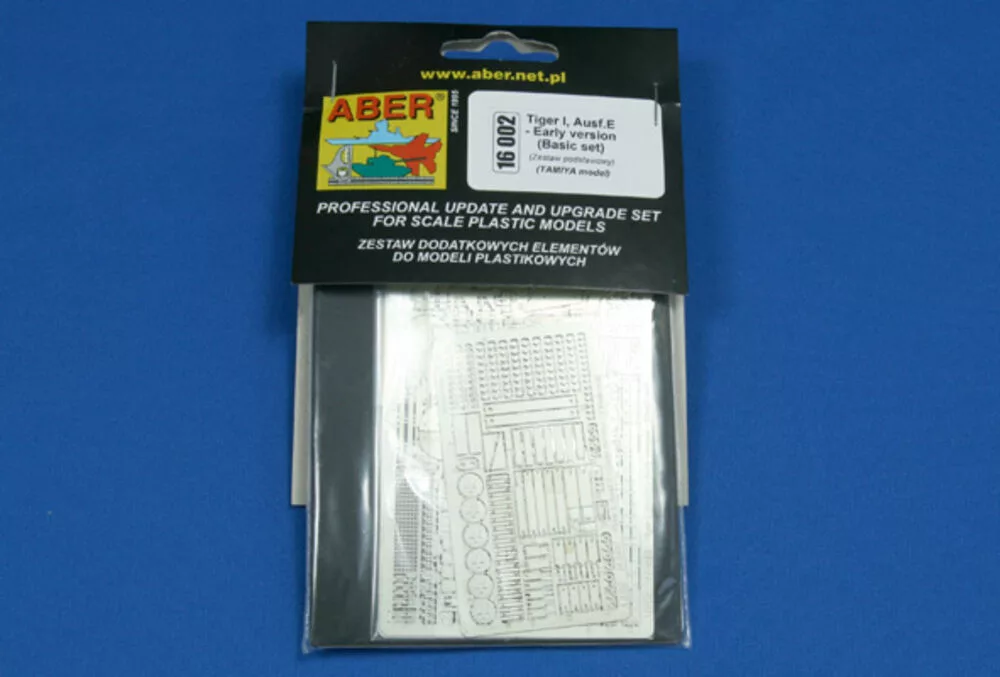 www.aber.net.pl
ABER®
SINCE 1995
16 002
Tiger I, Ausf.E
- Early version
(Basic set)
(Zestaw podstawowy)
(TAMIYA model)
PROFESSIONAL UPDATE AND UPGRADE SET
FOR SCALE PLASTIC MODELS
ZESTAW DODATKOWYCH ELEMENTÓW
DO MODELI PLASTIKOWYCH